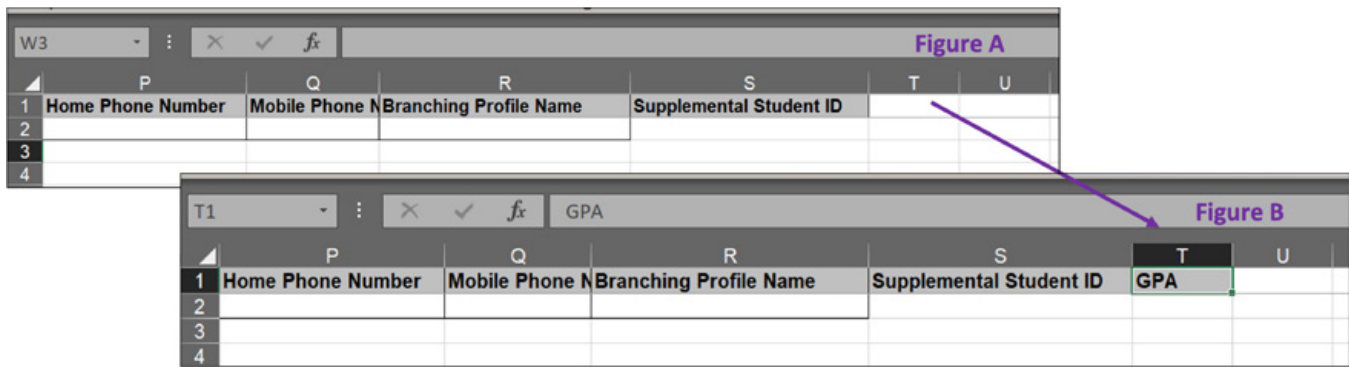 W3 fx Figure A
P Q R S T U
1 Home Phone Number Mobile Phone N Branching Profile Name Supplemental Student ID
2
3
4
T1 fx GPA Figure B
P Q R S T U
1 Home Phone Number Mobile Phone N Branching Profile Name Supplemental Student ID GPA
2
3
4